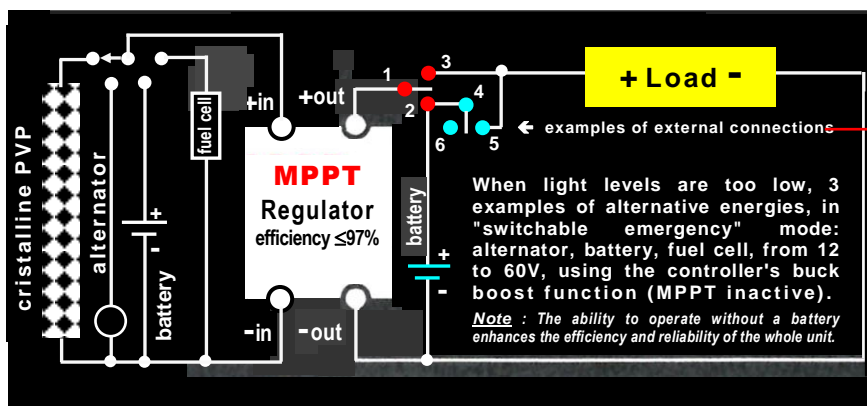 cristalline PVP
alternator
+
-
battery
fuel cell
+in
+out
MPPT
Regulator
efficiency ≤97%
-in
-out
1
3
2
4
6
5
+ Load -
← examples of external connections
battery
+
-
When light levels are too low, 3
examples of alternative energies, in
"switchable emergency" mode:
alternator, battery, fuel cell, from 12
to 60V, using the controller's buck
boost function (MPPT inactive).
Note : The ability to operate without a battery
enhances the efficiency and reliability of the whole unit.